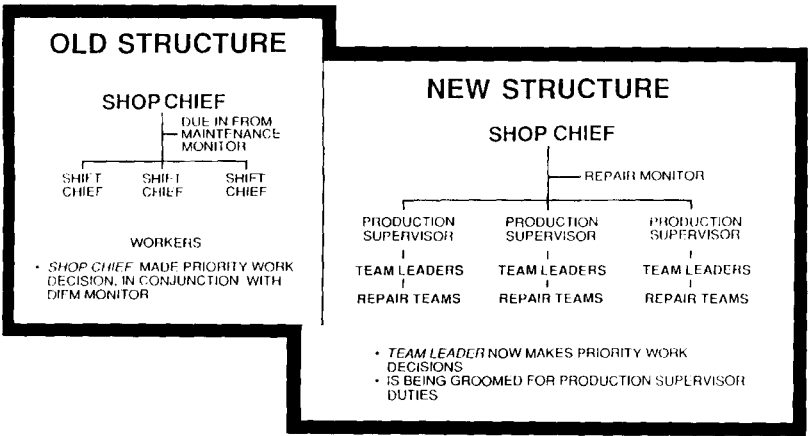 OLD STRUCTURE
SHOP CHIEF
DUE IN FROM
MAINTENANCE
MONITOR
SHIFT SHIFT SHIFT
CHIEF CHIEF CHIEF
WORKERS
• SHOP CHIEF MADE PRIORITY WORK
DECISION, IN CONJUNCTION WITH
DIFM MONITOR
NEW STRUCTURE
SHOP CHIEF
REPAIR MONITOR
PRODUCTION PRODUCTION PRODUCTION
SUPERVISOR SUPERVISOR SUPERVISOR
TEAM LEADERS TEAM LEADERS TEAM LEADERS
REPAIR TEAMS REPAIR TEAMS REPAIR TEAMS
• TEAM LEADER NOW MAKES PRIORITY WORK
DECISIONS
• IS BEING GROOMED FOR PRODUCTION SUPERVISOR
DUTIES